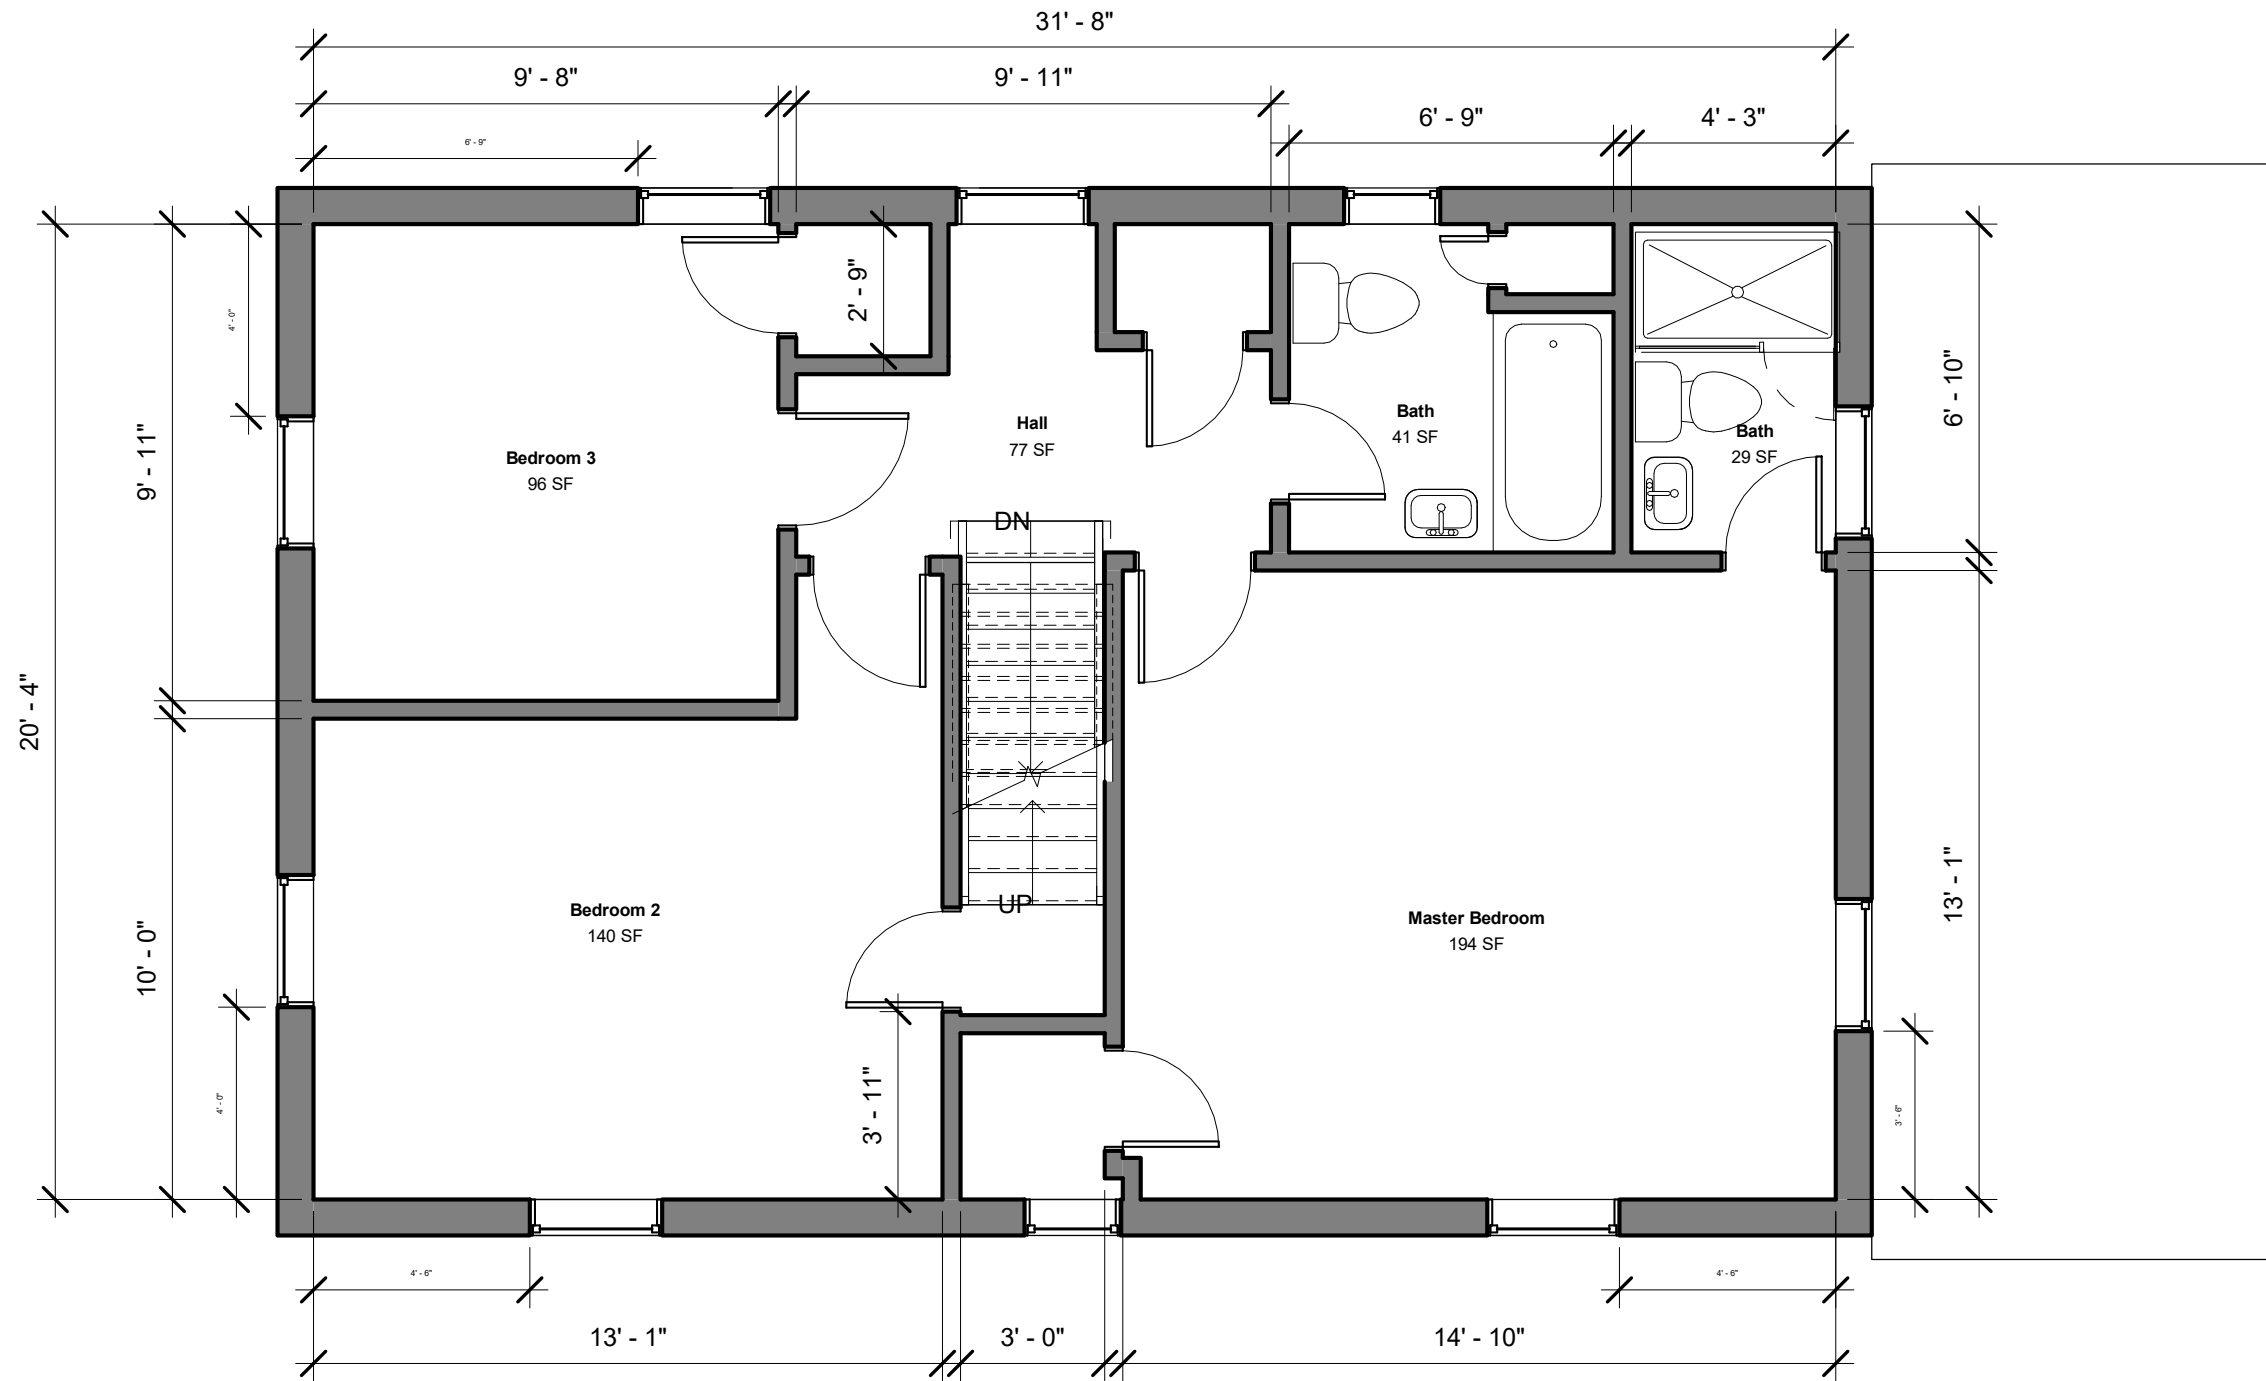 31' - 8"
9' - 8"
9' - 11"
6' - 9"
4' - 3"
6' - 9"
4' - 0"
2' - 9"
6' - 10"
Hall
77 SF
Bath
41 SF
Bath
29 SF
Bedroom 3
96 SF
9' - 11"
DN
20' - 4"
13' - 1"
UP
Bedroom 2
140 SF
Master Bedroom
194 SF
10' - 0"
4' - 0"
3' - 11"
3' - 6"
4' - 6"
4' - 6"
13' - 1"
3' - 0"
14' - 10"